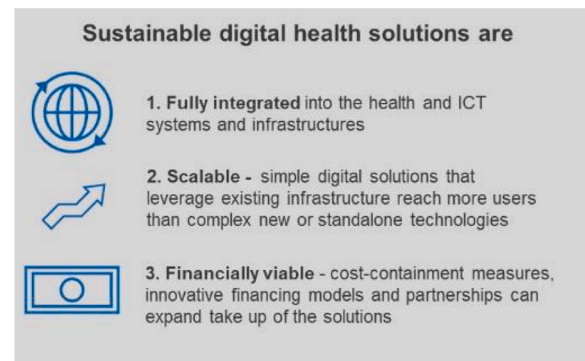 Sustainable digital health solutions are
1. Fully integrated into the health and ICT
systems and infrastructures
2. Scalable - simple digital solutions that
leverage existing infrastructure reach more users
than complex new or standalone technologies
3. Financially viable - cost-containment measures,
innovative financing models and partnerships can
expand take up of the solutions